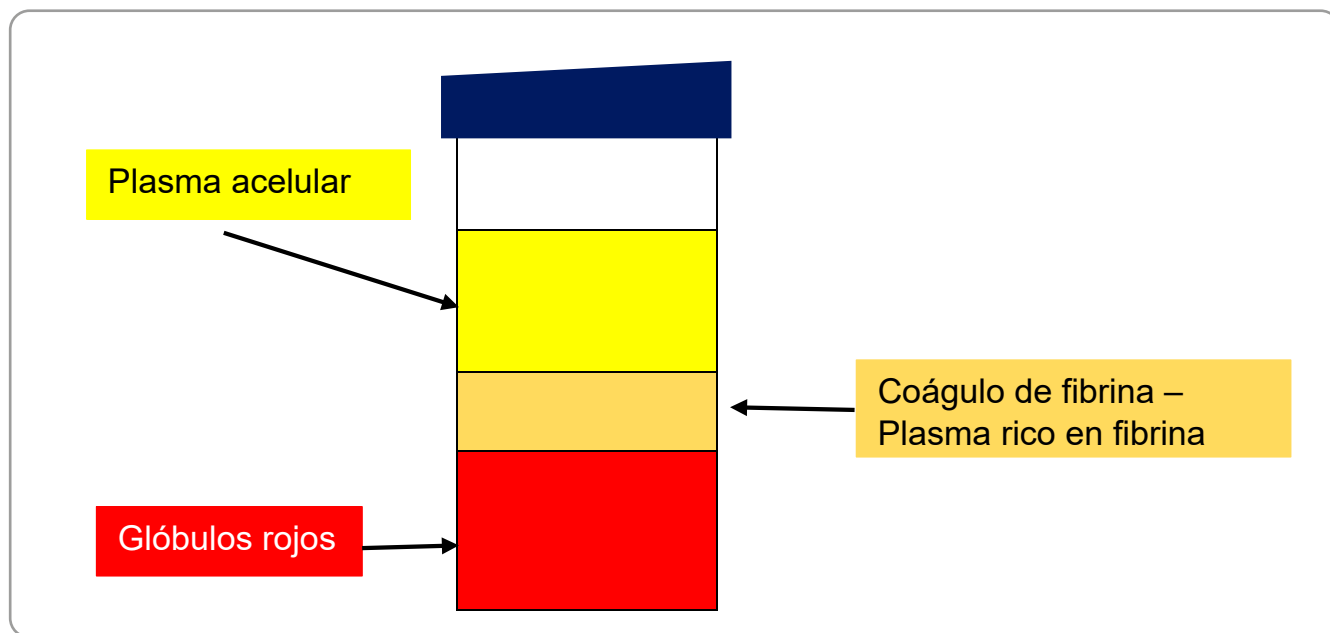 Plasma acelular
Coágulo de fibrina –
Plasma rico en fibrina
Glóbulos rojos